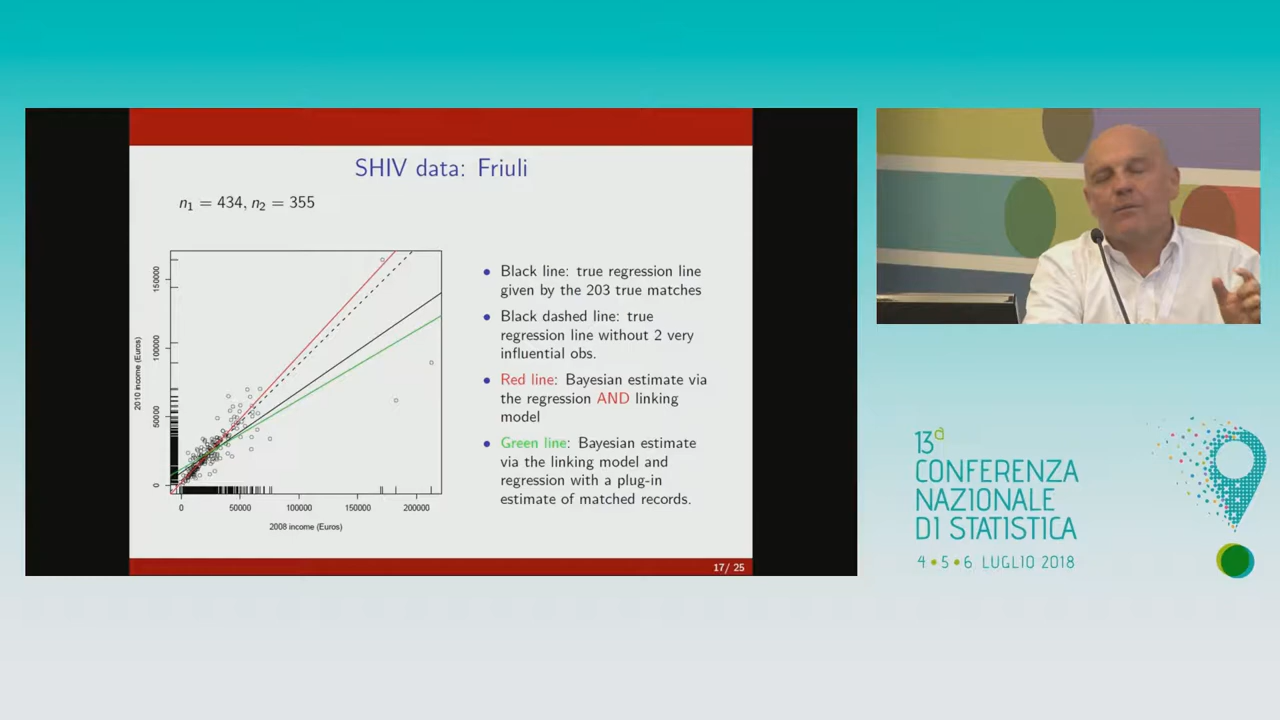 SHIV data: Friuli
n1 = 434, n2 = 355
150000
100000
50000
0
2010 income (Euros)
0
50000
100000
150000
200000
2008 income (Euros)
• Black line: true regression line
given by the 203 true matches
• Black dashed line: true
regression line without 2 very
influential obs.
• Red line: Bayesian estimate via
the regression AND linking
model
• Green line: Bayesian estimate
via the linking model and
regression with a plug-in
estimate of matched records.
17/ 25
13a
CONFERENZA
NAZIONALE
DI STATISTICA
4 • 5 • 6 LUGLIO 2018